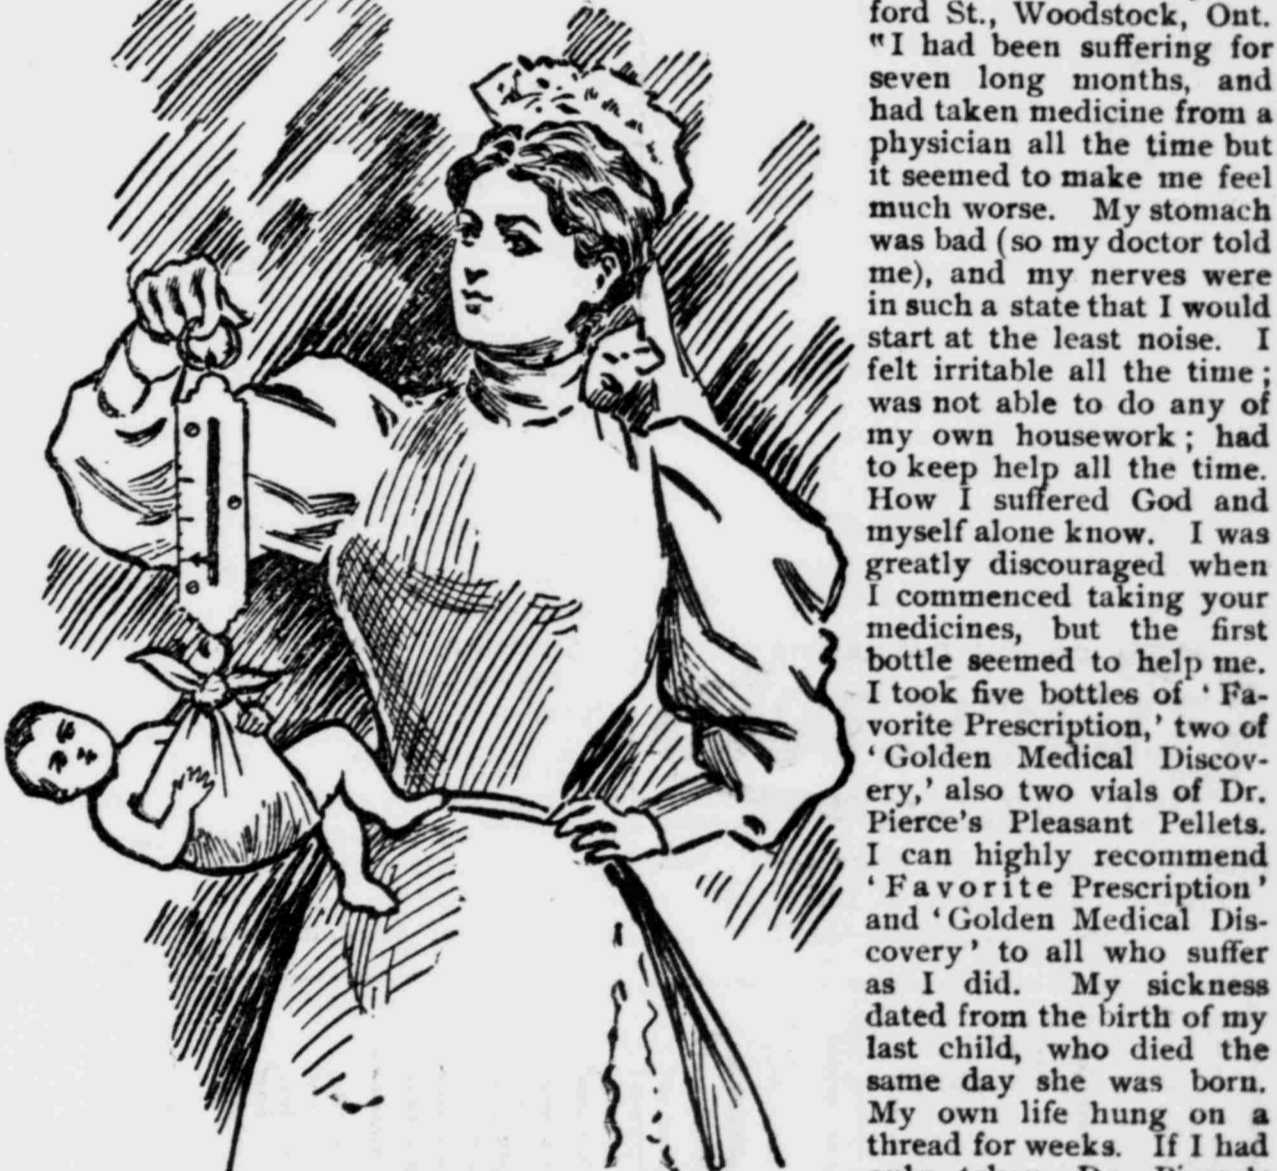 ford St., Woodstock, Ont.
"I had been suffering for
seven long months, and
had taken medicine from a
physician all the time but
it seemed to make me feel
much worse. My stomach
was bad (so my doctor told
me), and my nerves were
in such a state that I would
start at the least noise. I
felt irritable all the time;
was not able to do any of
my own housework; had
to keep help all the time.
How I suffered God and
myself alone know. I was
greatly discouraged when
I commenced taking your
medicines, but the first
bottle seemed to help me.
I took five bottles of 'Fa-
vorite Prescription,' two of
'Golden Medical Discov-
ery,' also two vials of Dr.
Pierce's Pleasant Pellets.
I can highly recommend
'Favorite Prescription'
and 'Golden Medical Dis-
covery' to all who suffer
as I did. My sickness
dated from the birth of my
last child, who died the
same day she was born.
My own life hung on a
thread for weeks. If I had